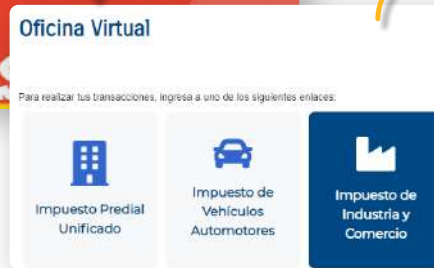 Oficina Virtual
Para realizar tus transacciones, ingresa a uno de los siguientes enlaces:
Impuesto Predial
Unificado
Impuesto de
Vehículos
Automotores
Impuesto de
Industria y
Comercio